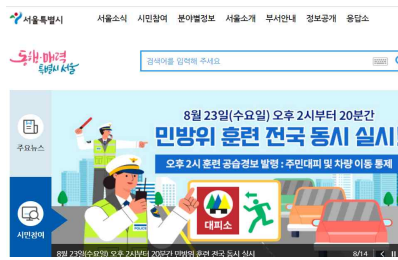 서울특별시
서울소식 시민참여 분야별정보 서울소개 부서안내 정보공개 응답소
동행·매력
특별시 서울
검색어를 입력해 주세요
주요뉴스
시민참여
8월 23일(수요일) 오후 2시부터 20분간
민방위 훈련 전국 동시 실시!
오후 2시 훈련 공습경보 발령 : 주민대피 및 차량 이동 통제
대피소
8월 23일(수요일) 오후 2시부터 20분간 민방위 훈련 전국 동시 실시
8/14